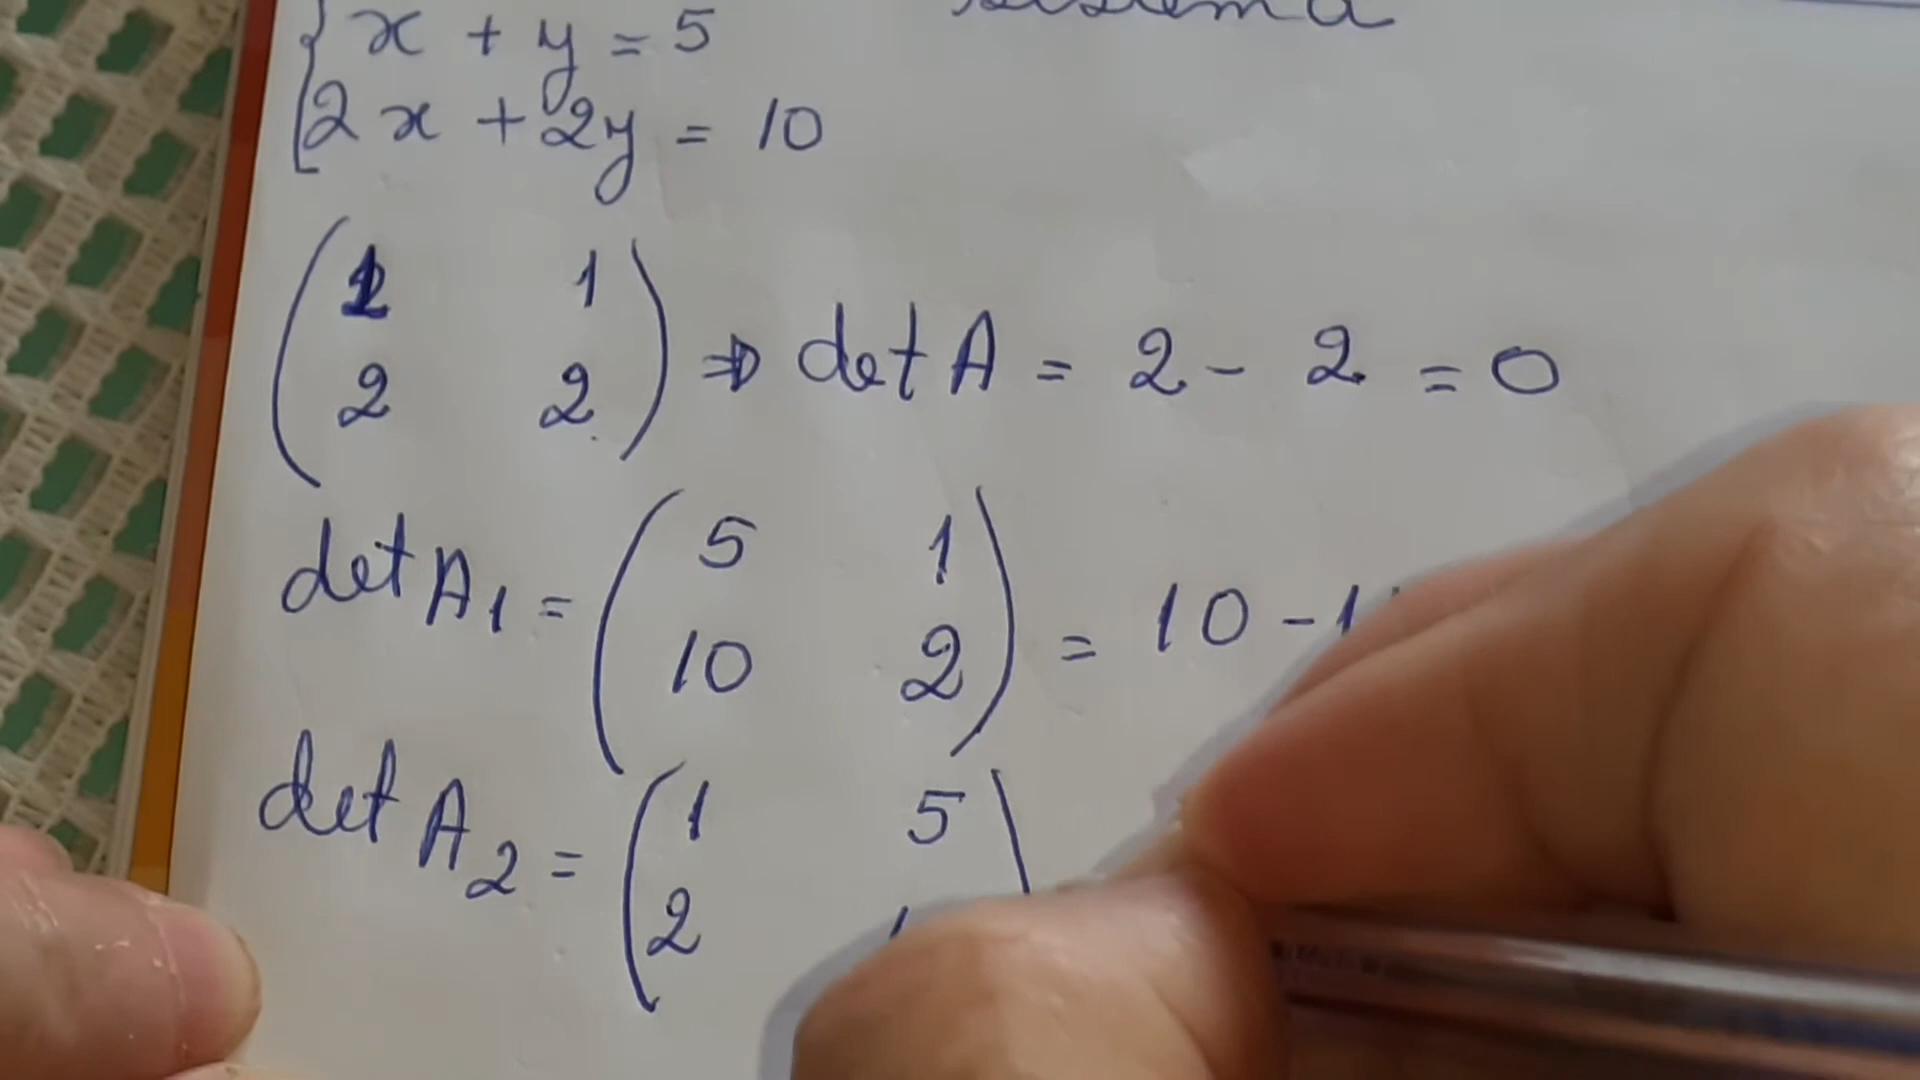 x + y = 5
2x + 2y = 10
1 1
2 2
⇒ det A = 2 - 2 = 0
det A1 = ( 5 1
10 2 ) = 10 - 1
det A2 = ( 1 5
2